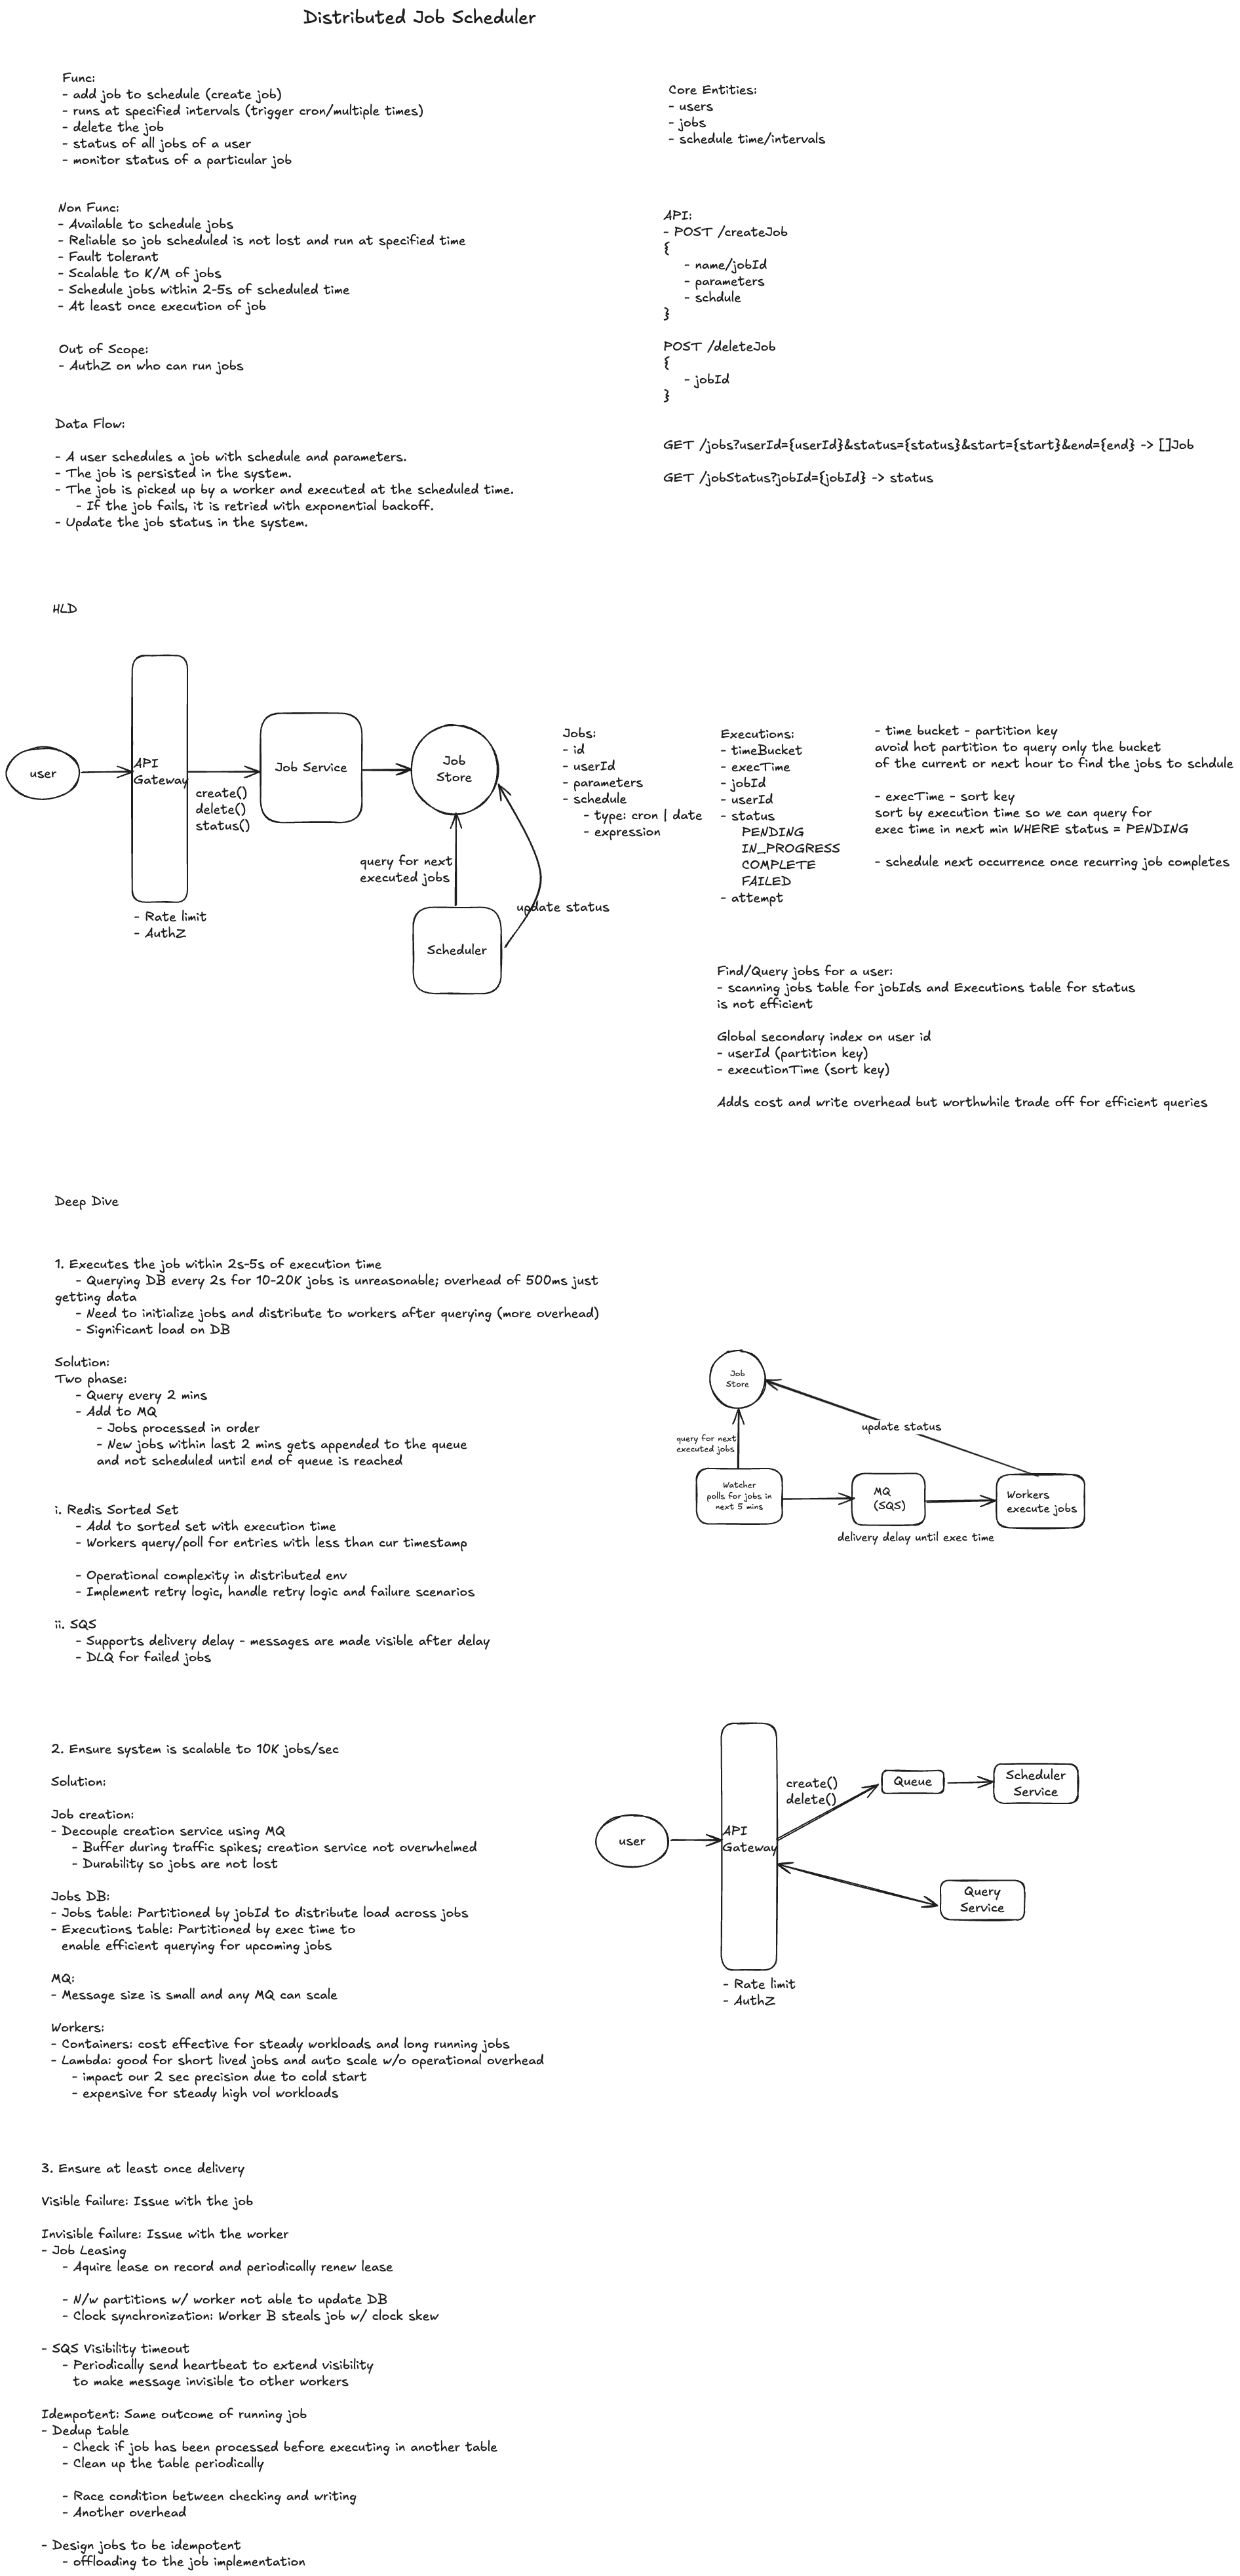 Distributed Job Scheduler
Func:
- add job to schedule (create job)
- runs at specified intervals (trigger cron/multiple times)
- delete the job
- status of all jobs of a user
- monitor status of a particular job
Non Func:
- Available to schedule jobs
- Reliable so job scheduled is not lost and run at specified time
- Fault tolerant
- Scalable to K/M of jobs
- Schedule jobs within 2-5s of scheduled time
- At least once execution of job
Out of Scope:
- AuthZ on who can run jobs
Data Flow:
- A user schedules a job with schedule and parameters.
- The job is persisted in the system.
- The job is picked up by a worker and executed at the scheduled time.
- If the job fails, it is retried with exponential backoff.
- Update the job status in the system.
Core Entities:
- users
- jobs
- schedule time/intervals
API:
- POST /createJob
{
- name/jobId
- parameters
- schdule
}
POST /deleteJob
{
- jobId
}
GET /jobs?userId={userId}&status={status}&start={start}&end={end} -> []Job
GET /jobStatus?jobId={jobId} -> status
HLD
user
API
Gateway
- Rate limit
- AuthZ
create()
delete()
status()
Job Service
Job
Store
query for next
executed jobs
update status
Scheduler
Jobs:
- id
- userId
- parameters
- schedule
- type: cron | date
- expression
Executions:
- timeBucket
- execTime
- jobId
- userId
- status
PENDING
IN_PROGRESS
COMPLETE
FAILED
- attempt
- time bucket - partition key
avoid hot partition to query only the bucket
of the current or next hour to find the jobs to schdule
- execTime - sort key
sort by execution time so we can query for
exec time in next min WHERE status = PENDING
- schedule next occurrence once recurring job completes
Find/Query jobs for a user:
- scanning jobs table for jobIds and Executions table for status
is not efficient
Global secondary index on user id
- userId (partition key)
- executionTime (sort key)
Adds cost and write overhead but worthwhile trade off for efficient queries
Deep Dive
1. Executes the job within 2s-5s of execution time
- Querying DB every 2s for 10-20K jobs is unreasonable; overhead of 500ms just
getting data
- Need to initialize jobs and distribute to workers after querying (more overhead)
- Significant load on DB
Solution:
Two phase:
- Query every 2 mins
- Add to MQ
- Jobs processed in order
- New jobs within last 2 mins gets appended to the queue
and not scheduled until end of queue is reached
i. Redis Sorted Set
- Add to sorted set with execution time
- Workers query/poll for entries with less than cur timestamp
- Operational complexity in distributed env
- Implement retry logic, handle retry logic and failure scenarios
ii. SQS
- Supports delivery delay - messages are made visible after delay
- DLQ for failed jobs
Job
Store
query for next
executed jobs
update status
Watcher
polls for jobs in
next 5 mins
MQ
(SQS)
Workers
execute jobs
delivery delay until exec time
2. Ensure system is scalable to 10K jobs/sec
Solution:
Job creation:
- Decouple creation service using MQ
- Buffer during traffic spikes; creation service not overwhelmed
- Durability so jobs are not lost
Jobs DB:
- Jobs table: Partitioned by jobId to distribute load across jobs
- Executions table: Partitioned by exec time to
enable efficient querying for upcoming jobs
MQ:
- Message size is small and any MQ can scale
Workers:
- Containers: cost effective for steady workloads and long running jobs
- Lambda: good for short lived jobs and auto scale w/o operational overhead
- impact our 2 sec precision due to cold start
- expensive for steady high vol workloads
user
API
Gateway
- Rate limit
- AuthZ
create()
delete()
Queue
Scheduler
Service
Query
Service
3. Ensure at least once delivery
Visible failure: Issue with the job
Invisible failure: Issue with the worker
- Job Leasing
- Aquire lease on record and periodically renew lease
- N/w partitions w/ worker not able to update DB
- Clock synchronization: Worker B steals job w/ clock skew
- SQS Visibility timeout
- Periodically send heartbeat to extend visibility
to make message invisible to other workers
Idempotent: Same outcome of running job
- Dedup table
- Check if job has been processed before executing in another table
- Clean up the table periodically
- Race condition between checking and writing
- Another overhead
- Design jobs to be idempotent
- offloading to the job implementation